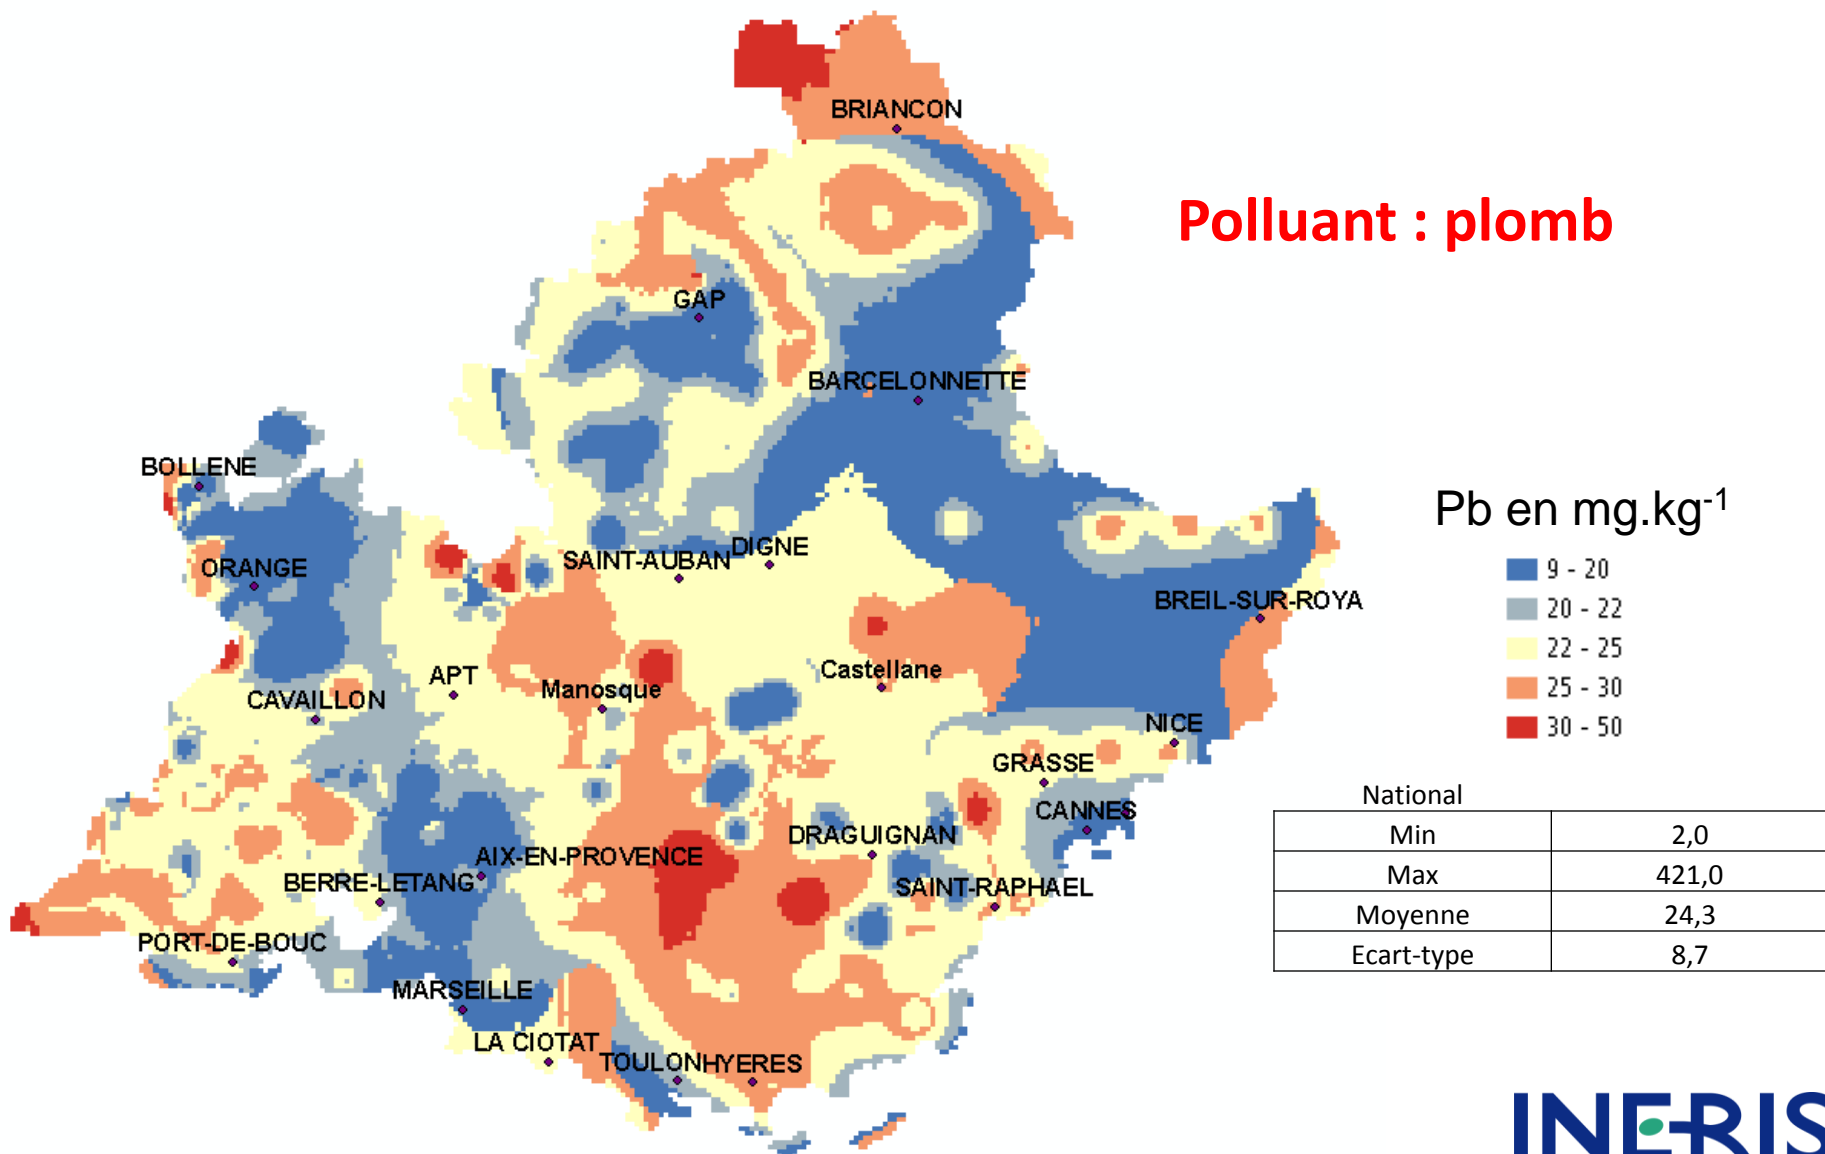 BRIANCON
Polluant : plomb
GAP
BARCELONNETTE
BOLLENE
Pb en mg.kg-1
9 - 20
20 - 22
22 - 25
25 - 30
30 - 50
ORANGE
SAINT-AUBAN
DIGNE
BREIL-SUR-ROYA
APT
Castellane
Manosque
CAVAILLON
NICE
GRASSE
CANNES
DRAGUIGNAN
AIX-EN-PROVENCE
BERRE-LETANG
SAINT-RAPHAEL
PORT-DE-BOUC
MARSEILLE
LA CIOTAT
TOULON
HYERES
National
Min 2,0
Max 421,0
Moyenne 24,3
Ecart-type 8,7
INERIS